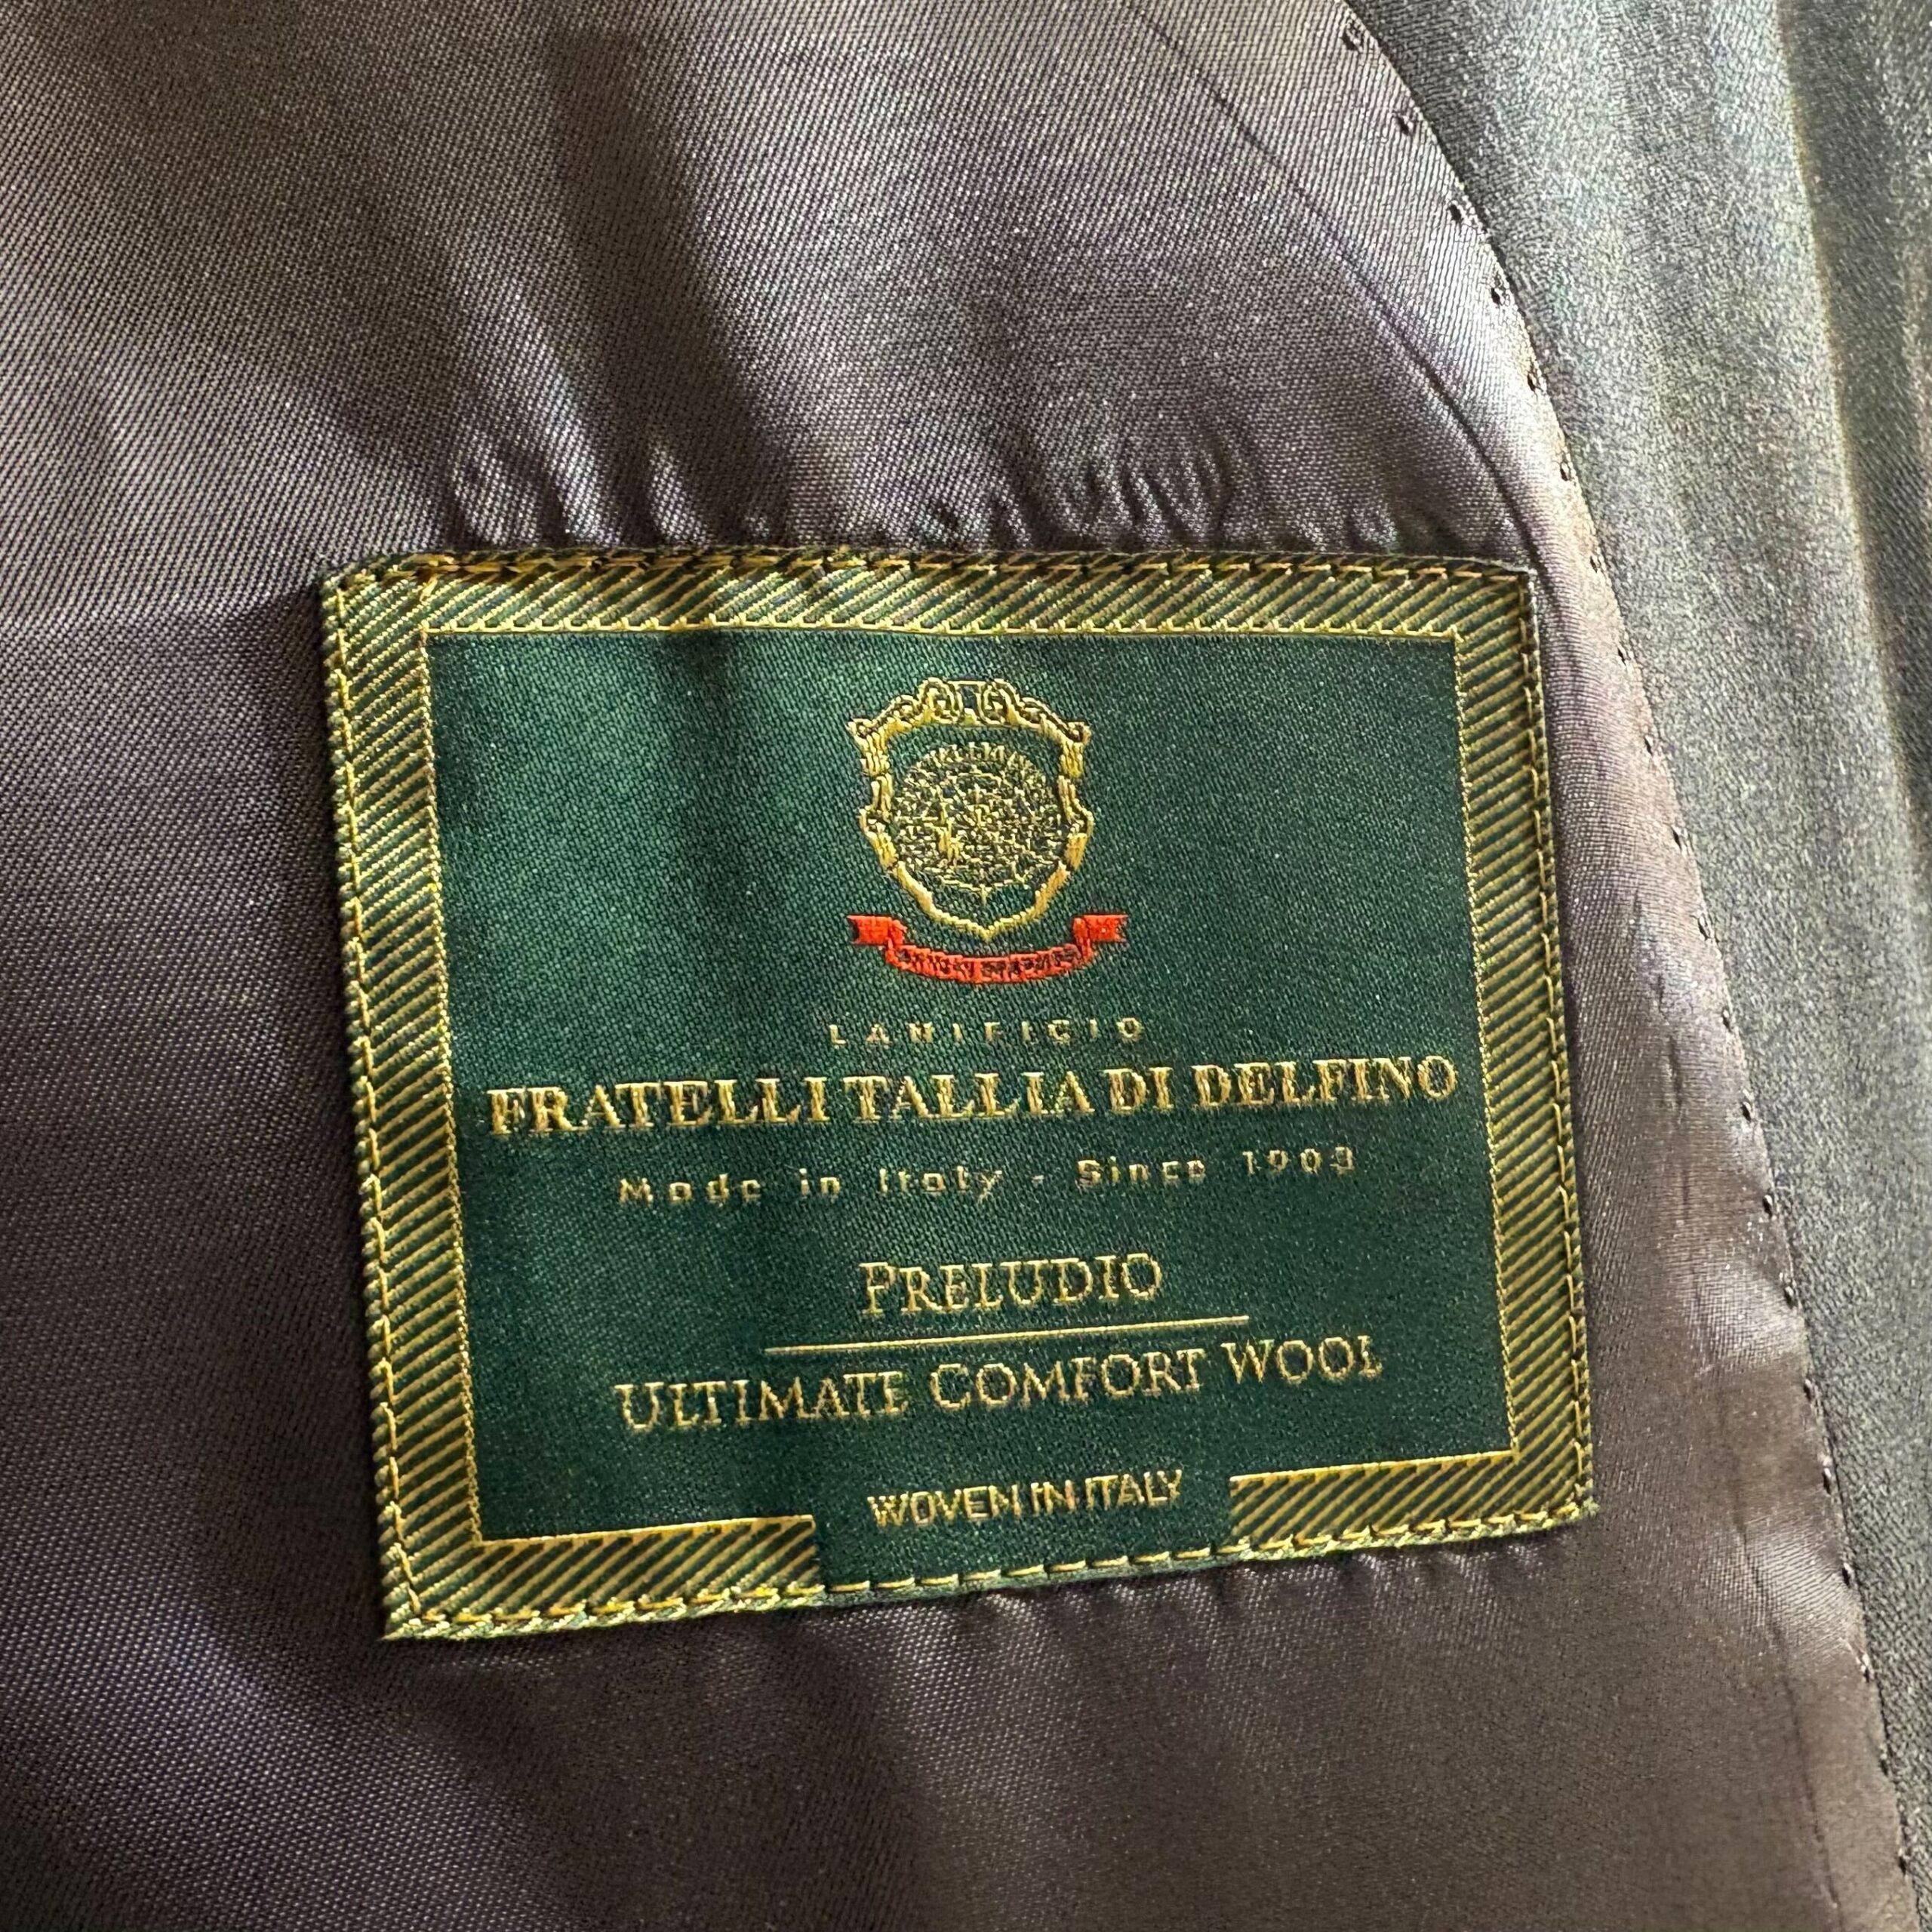 LANIFICIO
FRATELLI TALLIA DI DELFINO
Made in Italy - Since 1903
PRELUDIO
ULTIMATE COMFORT WOOL
WOVEN IN ITALY